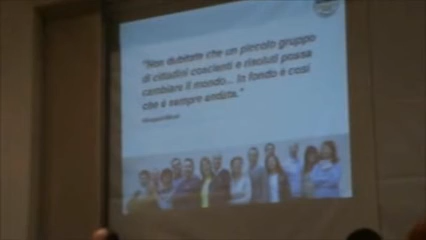 "Non dubitate che un piccolo gruppo
di cittadini coscienti e risoluti possa
cambiare il mondo... In fondo è così
che è sempre andata."